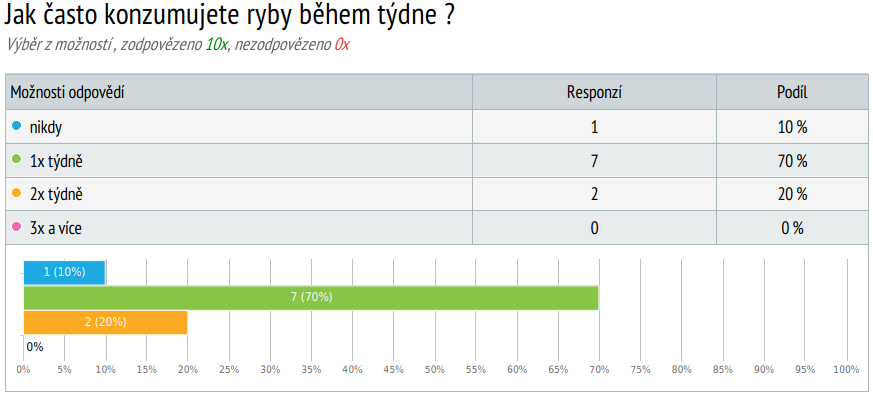 Jak často konzumujete ryby během týdne ?
Výběr z možností , zodpovězeno 10x, nezodpovězeno 0x
Možnosti odpovědí Responzí Podíl
nikdy 1 10 %
1x týdně 7 70 %
2x týdně 2 20 %
3x a více 0 0 %
1 (10%)
7 (70%)
2 (20%)
0%
0% 5% 10% 15% 20% 25% 30% 35% 40% 45% 50% 55% 60% 65% 70% 75% 80% 85% 90% 95% 100%